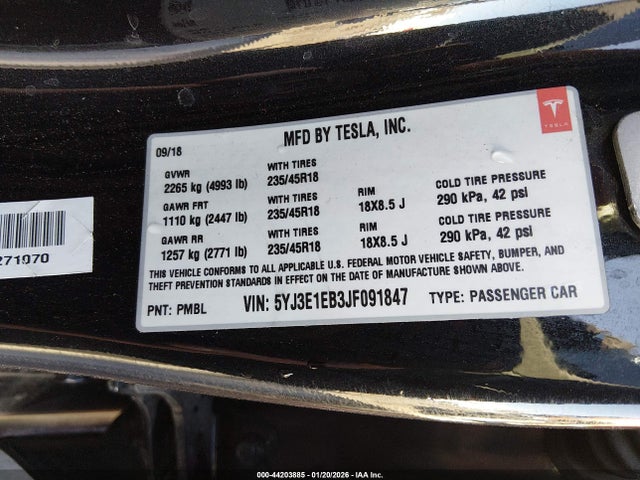 MFD BY TESLA, INC.
TESLA
09/18
GVWR
2265 kg (4993 lb)
WITH TIRES
235/45R18
GAWR FRT
1110 kg (2447 lb)
WITH TIRES
235/45R18
RIM
18X8.5 J
COLD TIRE PRESSURE
290 kPa, 42 psi
GAWR RR
1257 kg (2771 lb)
WITH TIRES
235/45R18
RIM
18X8.5 J
COLD TIRE PRESSURE
290 kPa, 42 psi
THIS VEHICLE CONFORMS TO ALL APPLICABLE FEDERAL MOTOR VEHICLE SAFETY, BUMPER, AND
THEFT PREVENTION STANDARDS IN EFFECT ON THE DATE OF MANUFACTURE SHOWN ABOVE.
PNT: PMBL
VIN: 5YJ3E1EB3JF091847
TYPE: PASSENGER CAR
271970
000-44203885 - 01/20/2026 - IAA Inc.